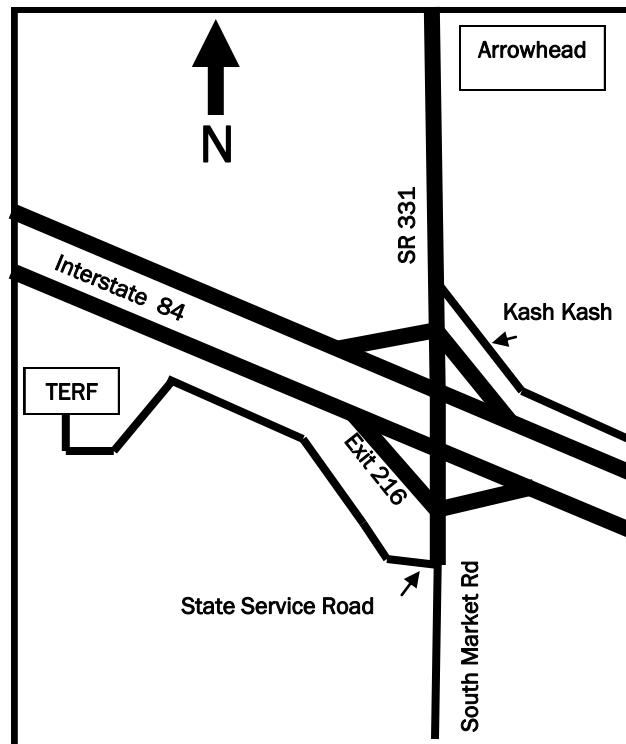 Arrowhead
N
SR 331
Interstate 84
Kash Kash
TERF
Exit 216
State Service Road
South Market Rd